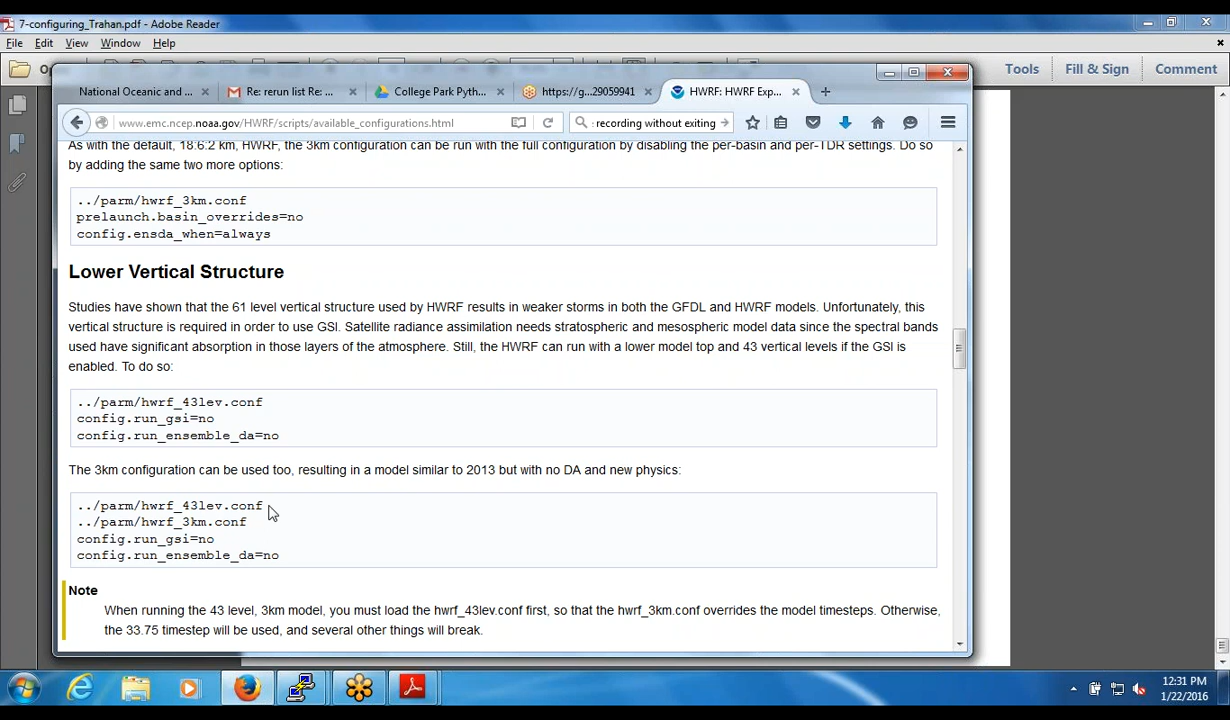 7-configuring_Trahan.pdf - Adobe Reader
File Edit View Window Help
Tools Fill & Sign Comment
National Oceanic and ... Re: rerun list Re: ... College Park Pyth... https://g...29059941 HWRF: HWRF Exp...
www.emc.ncep.noaa.gov/HWRF/scripts/available_configurations.html recording without exiting
As with the default, 18:6:2 km, HWRF, the 3km configuration can be run with the full configuration by disabling the per-basin and per-TDR settings. Do so
by adding the same two more options:
../parm/hwrf_3km.conf
prelaunch.basin_overrides=no
config.ensda_when=always
Lower Vertical Structure
Studies have shown that the 61 level vertical structure used by HWRF results in weaker storms in both the GFDL and HWRF models. Unfortunately, this
vertical structure is required in order to use GSI. Satellite radiance assimilation needs stratospheric and mesospheric model data since the spectral bands
used have significant absorption in those layers of the atmosphere. Still, the HWRF can run with a lower model top and 43 vertical levels if the GSI is
enabled. To do so:
../parm/hwrf_43lev.conf
config.run_gsi=no
config.run_ensemble_da=no
The 3km configuration can be used too, resulting in a model similar to 2013 but with no DA and new physics:
../parm/hwrf_43lev.conf
../parm/hwrf_3km.conf
config.run_gsi=no
config.run_ensemble_da=no
Note
When running the 43 level, 3km model, you must load the hwrf_43lev.conf first, so that the hwrf_3km.conf overrides the model timesteps. Otherwise,
the 33.75 timestep will be used, and several other things will break.
12:31 PM
1/22/2016